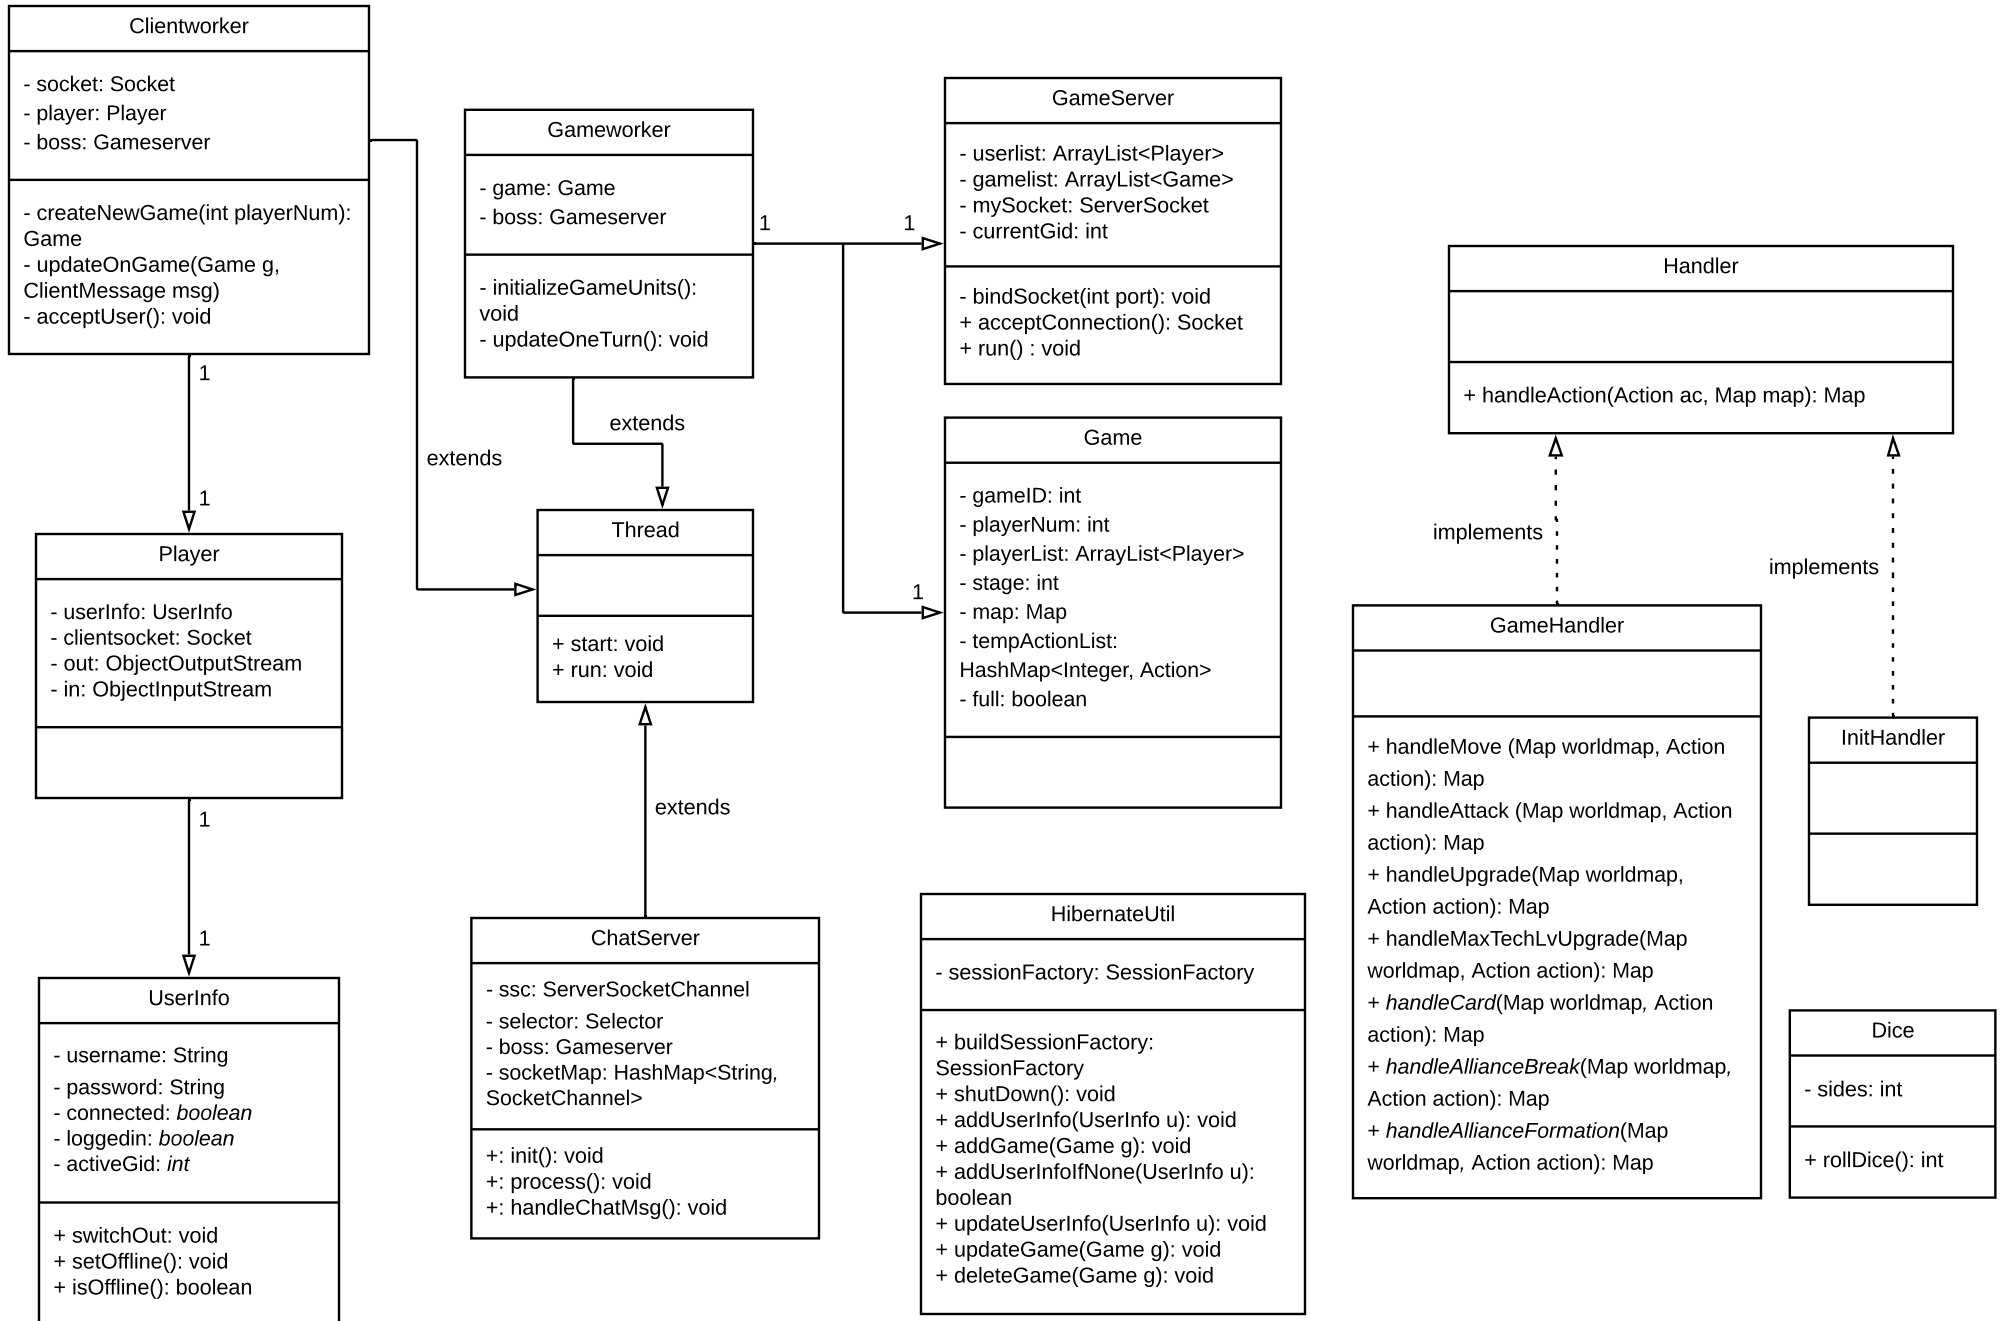 Clientworker
- socket: Socket
- player: Player
- boss: Gameserver
- createNewGame(int playerNum):
Game
- updateOnGame(Game g,
ClientMessage msg)
- acceptUser(): void
1
1
extends
Player
- userInfo: UserInfo
- clientsocket: Socket
- out: ObjectOutputStream
- in: ObjectInputStream
1
1
UserInfo
- username: String
- password: String
- connected: boolean
- loggedin: boolean
- activeGid: int
+ switchOut: void
+ setOffline(): void
+ isOffline(): boolean
Gameworker
- game: Game
- boss: Gameserver
- initializeGameUnits():
void
- updateOneTurn(): void
1
1
1
extends
Thread
+ start: void
+ run: void
extends
ChatServer
- ssc: ServerSocketChannel
- selector: Selector
- boss: Gameserver
- socketMap: HashMap<String,
SocketChannel>
+: init(): void
+: process(): void
+: handleChatMsg(): void
GameServer
- userlist: ArrayList<Player>
- gamelist: ArrayList<Game>
- mySocket: ServerSocket
- currentGid: int
- bindSocket(int port): void
+ acceptConnection(): Socket
+ run() : void
Game
- gameID: int
- playerNum: int
- playerList: ArrayList<Player>
- stage: int
- map: Map
- tempActionList:
HashMap<Integer, Action>
- full: boolean
HibernateUtil
- sessionFactory: SessionFactory
+ buildSessionFactory:
SessionFactory
+ shutDown(): void
+ addUserInfo(UserInfo u): void
+ addGame(Game g): void
+ addUserInfoIfNone(UserInfo u):
boolean
+ updateUserInfo(UserInfo u): void
+ updateGame(Game g): void
+ deleteGame(Game g): void
Handler
+ handleAction(Action ac, Map map): Map
implements
implements
GameHandler
+ handleMove (Map worldmap, Action
action): Map
+ handleAttack (Map worldmap, Action
action): Map
+ handleUpgrade(Map worldmap,
Action action): Map
+ handleMaxTechLvUpgrade(Map
worldmap, Action action): Map
+ handleCard(Map worldmap, Action
action): Map
+ handleAllianceBreak(Map worldmap,
Action action): Map
+ handleAllianceFormation(Map
worldmap, Action action): Map
InitHandler
Dice
- sides: int
+ rollDice(): int